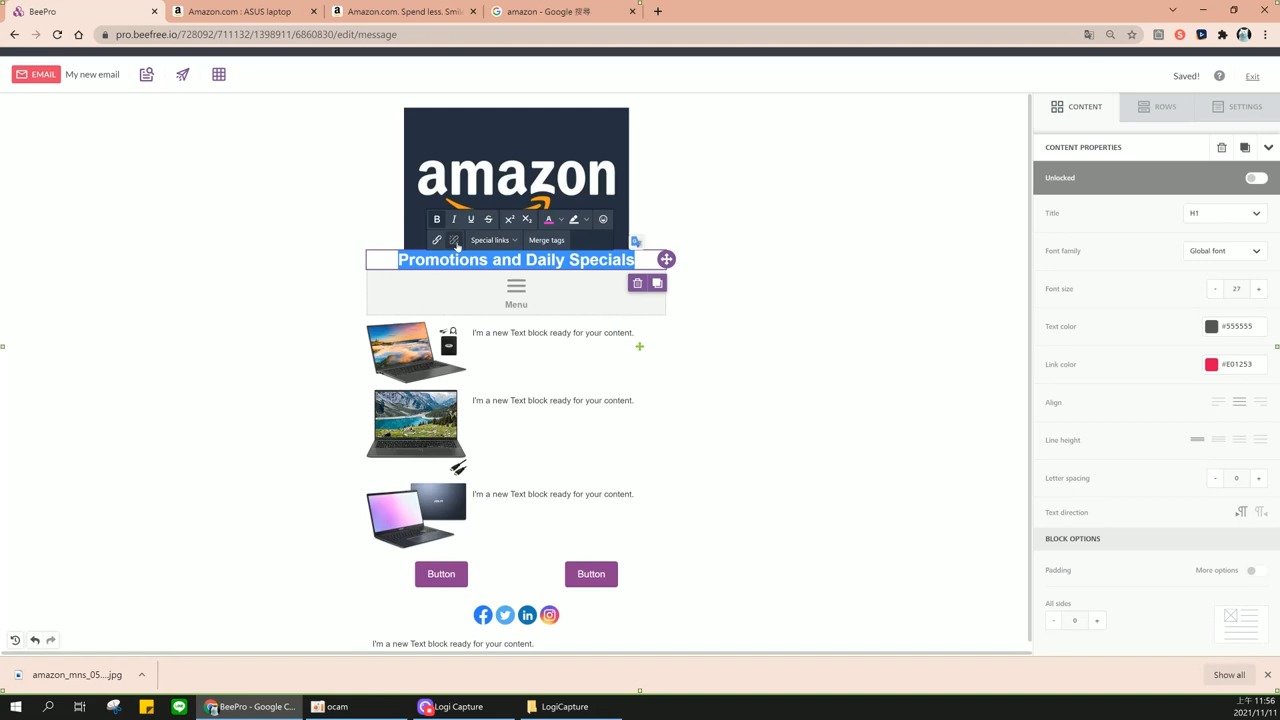 BeePro
Amazon.com : ASUS laptop
Amazon.com. Spend less. Smile
amazon - Google 搜尋
pro.beefree.io/728092/711132/1398911/6860830/edit/message
EMAIL
My new email
Saved!
Exit
CONTENT
ROWS
SETTINGS
CONTENT PROPERTIES
Unlocked
Title
H1
Font family
Global font
Font size
- 27 +
Text color
#555555
Link color
#E01253
Align
Line height
Letter spacing
- 0 +
Text direction
BLOCK OPTIONS
Padding
More options
All sides
- 0 +
amazon
B I U S X² X₂ A
Special links
Merge tags
Promotions and Daily Specials
Menu
I'm a new Text block ready for your content.
I'm a new Text block ready for your content.
I'm a new Text block ready for your content.
Button
Button
I'm a new Text block ready for your content.
amazon_mns_05....jpg
Show all
BeePro - Google C...
ocam
Logi Capture
LogiCapture
上午 11:56
2021/11/11